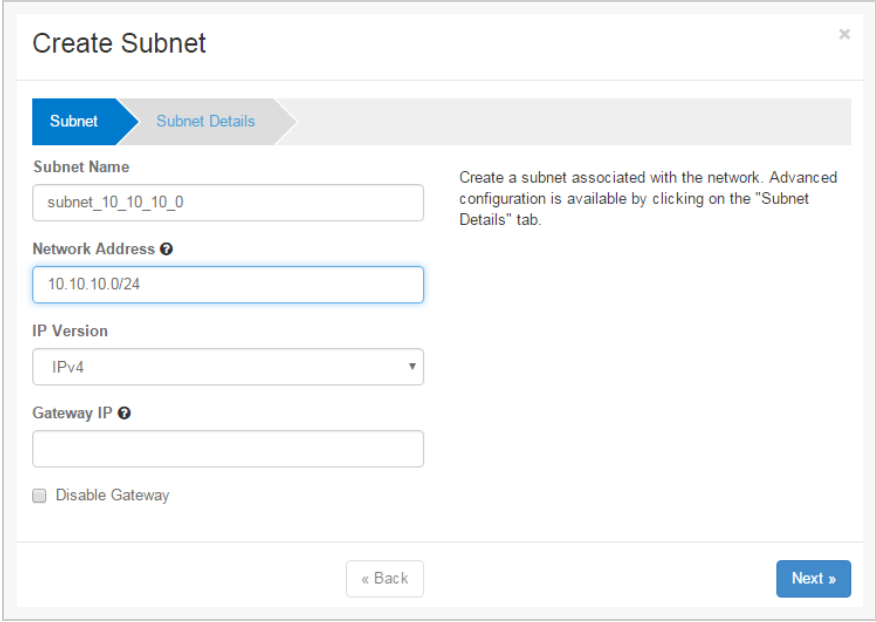 Create Subnet
×
Subnet
Subnet Details
Subnet Name
subnet_10_10_10_0
Network Address
10.10.10.0/24
IP Version
IPv4
Gateway IP
Disable Gateway
Create a subnet associated with the network. Advanced
configuration is available by clicking on the "Subnet
Details" tab.
« Back
Next »